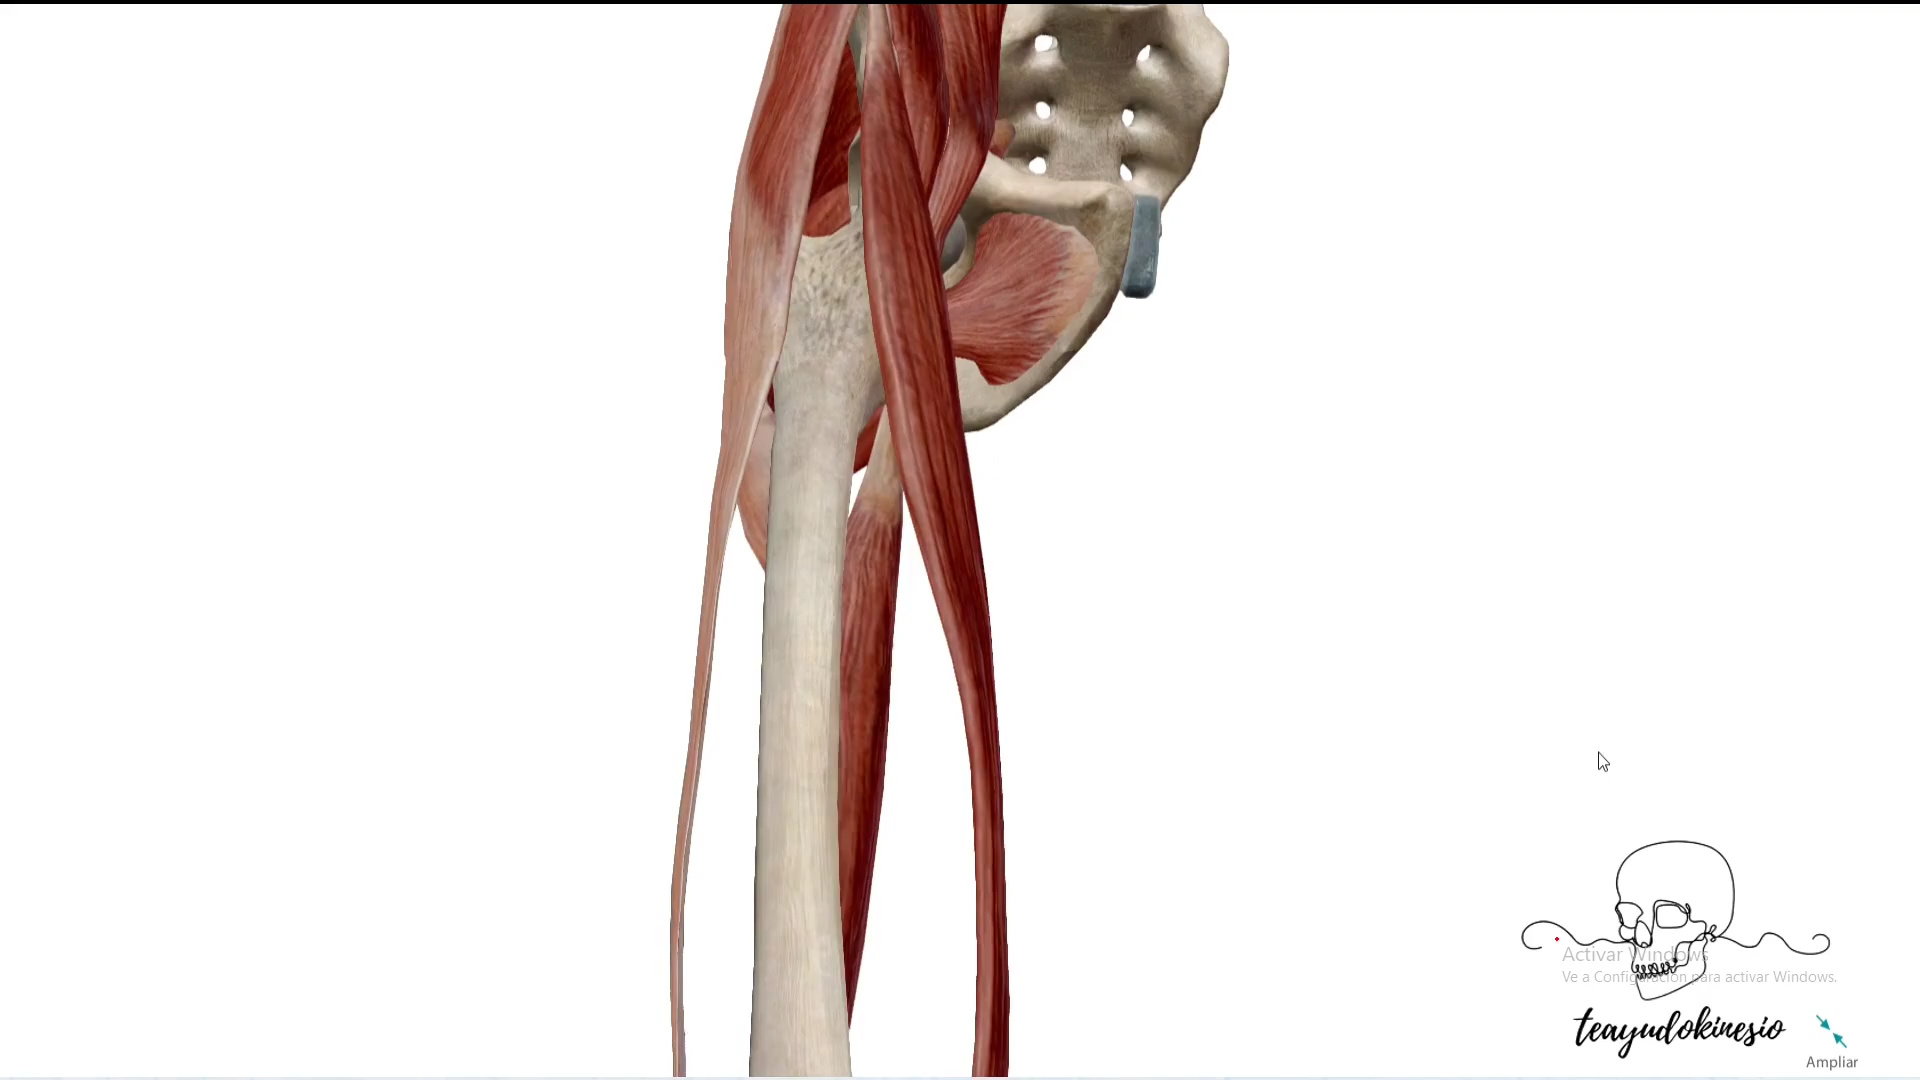 Activar Windows
Ve a Configuración para activar Windows.
teayudokinesio
Ampliar